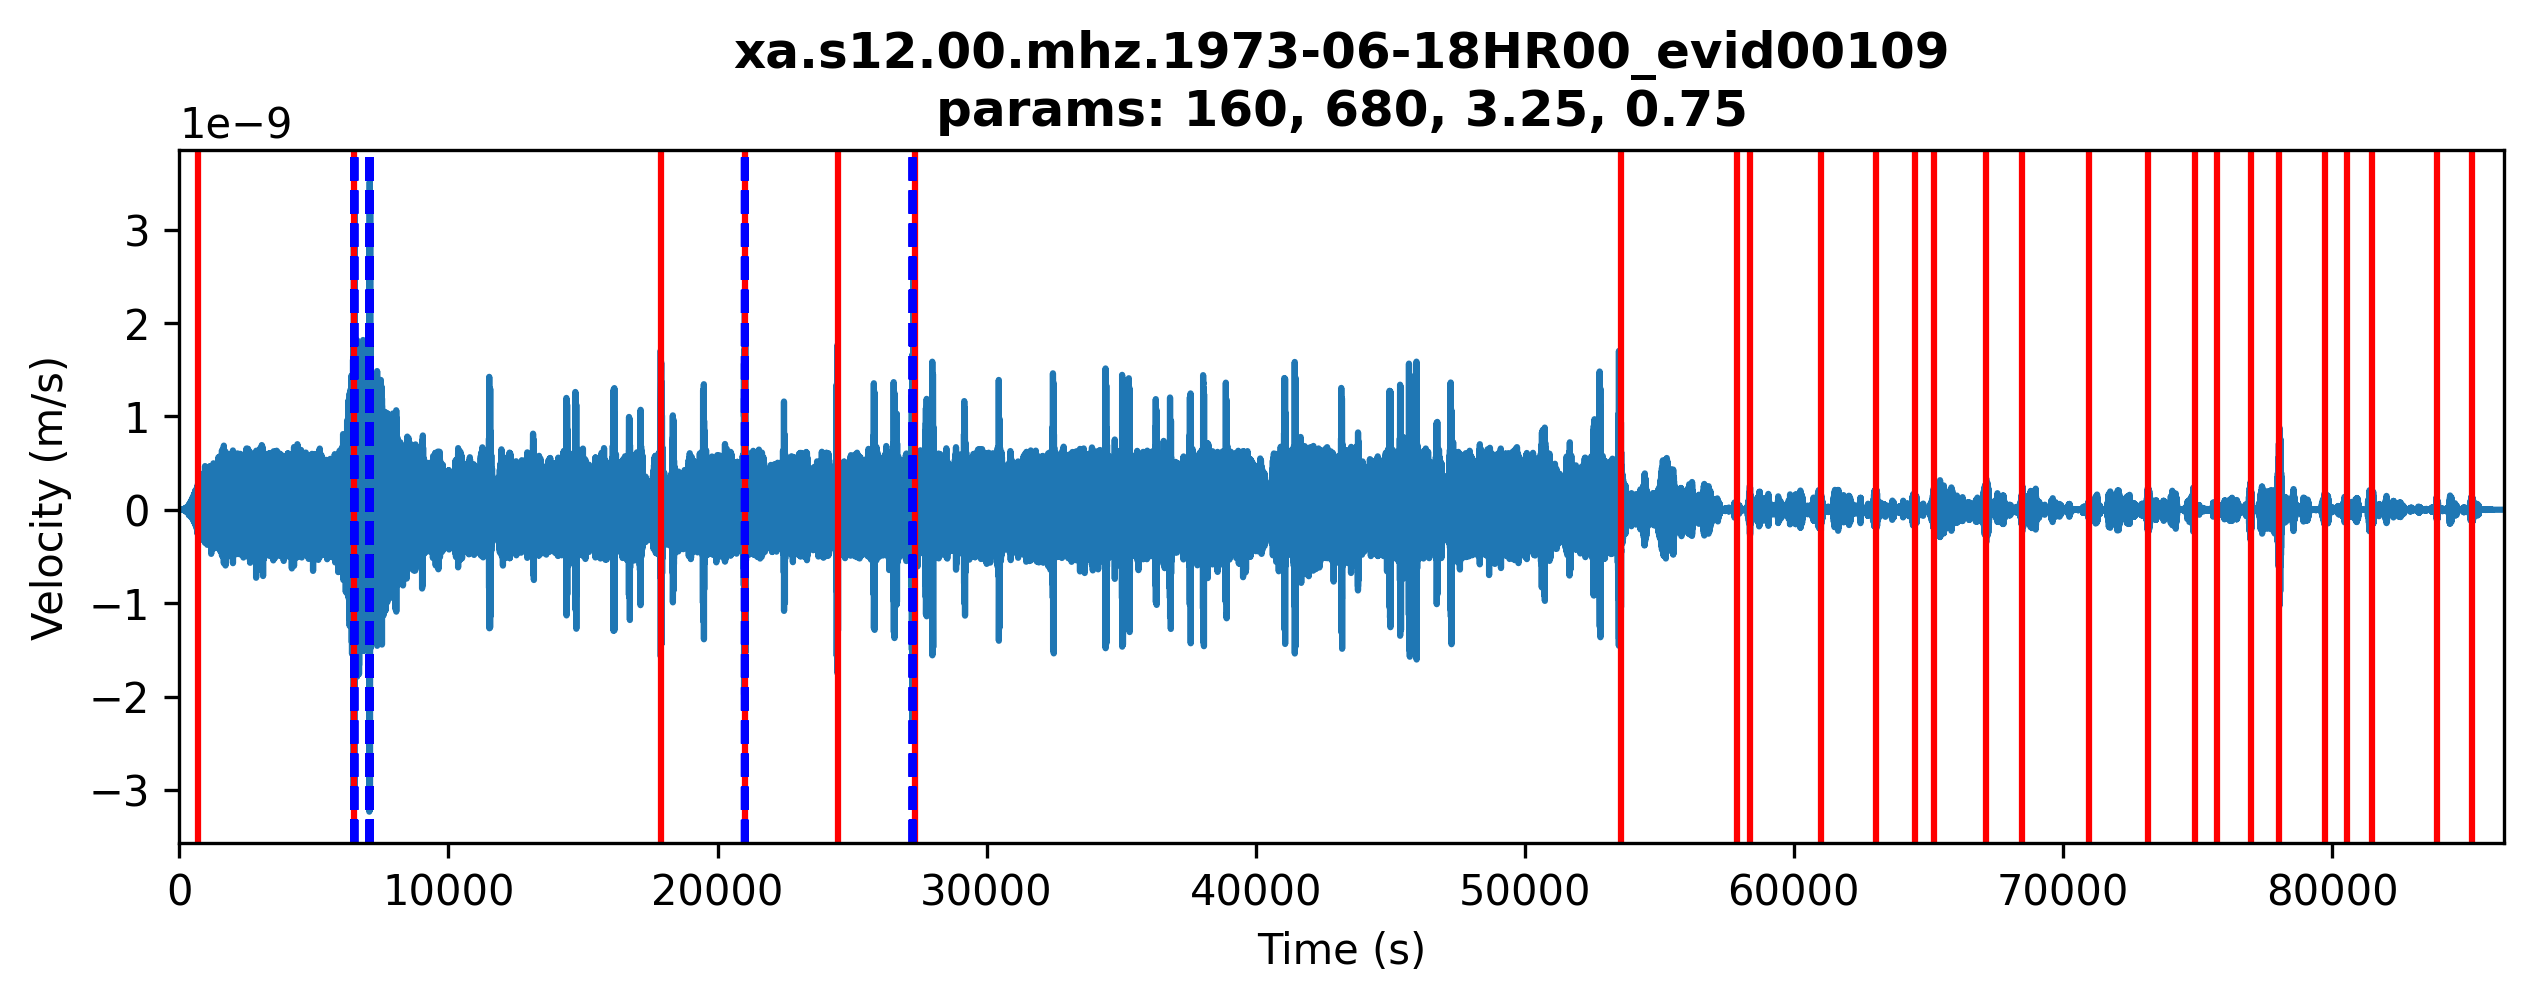 xa.s12.00.mhz.1973-06-18HR00_evid00109
params: 160, 680, 3.25, 0.75
1e−9
3
2
1
0
−1
−2
−3
Velocity (m/s)
0 10000 20000 30000 40000 50000 60000 70000 80000
Time (s)